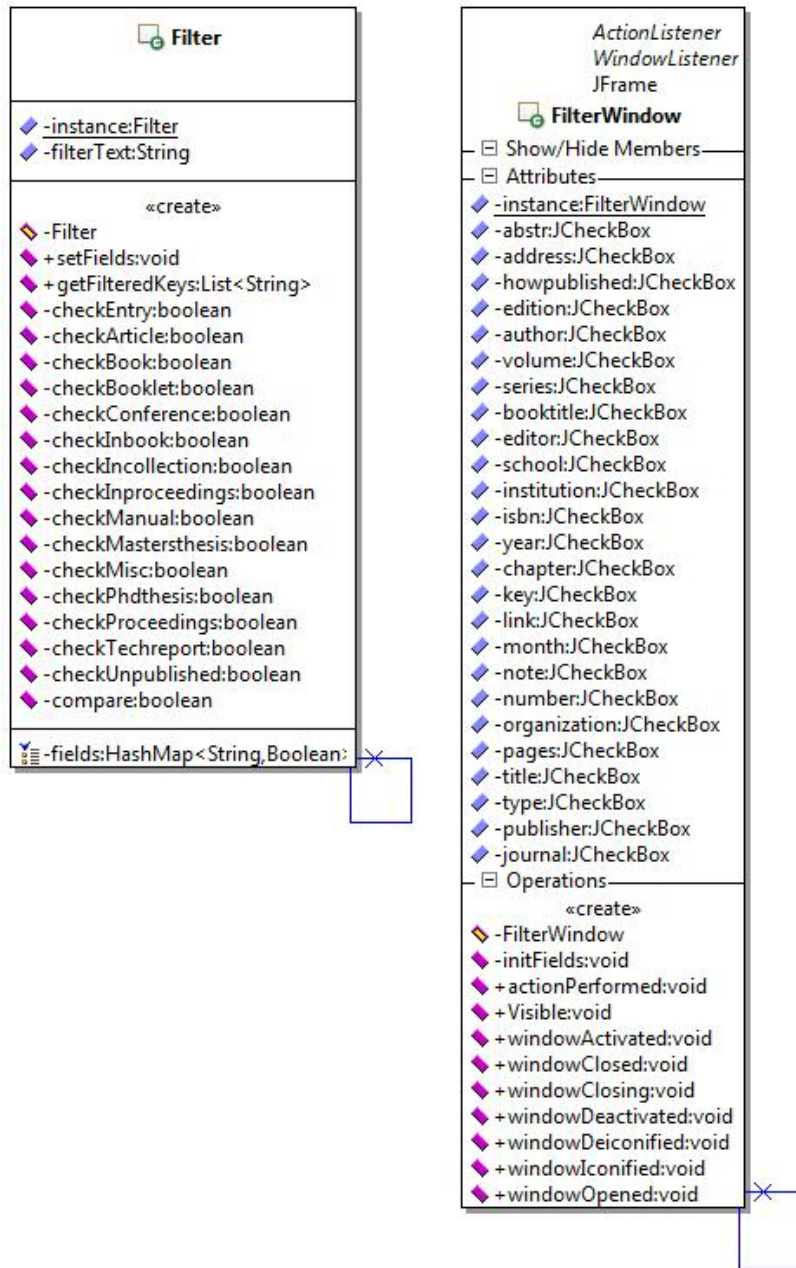 Filter
-instance:Filter
-filterText:String
«create»
-Filter
+setFields:void
+getFilteredKeys:List<String>
-checkEntry:boolean
-checkArticle:boolean
-checkBook:boolean
-checkBooklet:boolean
-checkConference:boolean
-checkInbook:boolean
-checkIncollection:boolean
-checkInproceedings:boolean
-checkManual:boolean
-checkMastersthesis:boolean
-checkMisc:boolean
-checkPhdthesis:boolean
-checkProceedings:boolean
-checkTechreport:boolean
-checkUnpublished:boolean
-compare:boolean
-fields:HashMap<String,Boolean>
ActionListener
WindowListener
JFrame
FilterWindow
Show/Hide Members
Attributes
-instance:FilterWindow
-abstr:JCheckBox
-address:JCheckBox
-howpublished:JCheckBox
-edition:JCheckBox
-author:JCheckBox
-volume:JCheckBox
-series:JCheckBox
-booktitle:JCheckBox
-editor:JCheckBox
-school:JCheckBox
-institution:JCheckBox
-isbn:JCheckBox
-year:JCheckBox
-chapter:JCheckBox
-key:JCheckBox
-link:JCheckBox
-month:JCheckBox
-note:JCheckBox
-number:JCheckBox
-organization:JCheckBox
-pages:JCheckBox
-title:JCheckBox
-type:JCheckBox
-publisher:JCheckBox
-journal:JCheckBox
Operations
«create»
-FilterWindow
-initFields:void
+actionPerformed:void
+Visible:void
+windowActivated:void
+windowClosed:void
+windowClosing:void
+windowDeactivated:void
+windowDeiconified:void
+windowIconified:void
+windowOpened:void